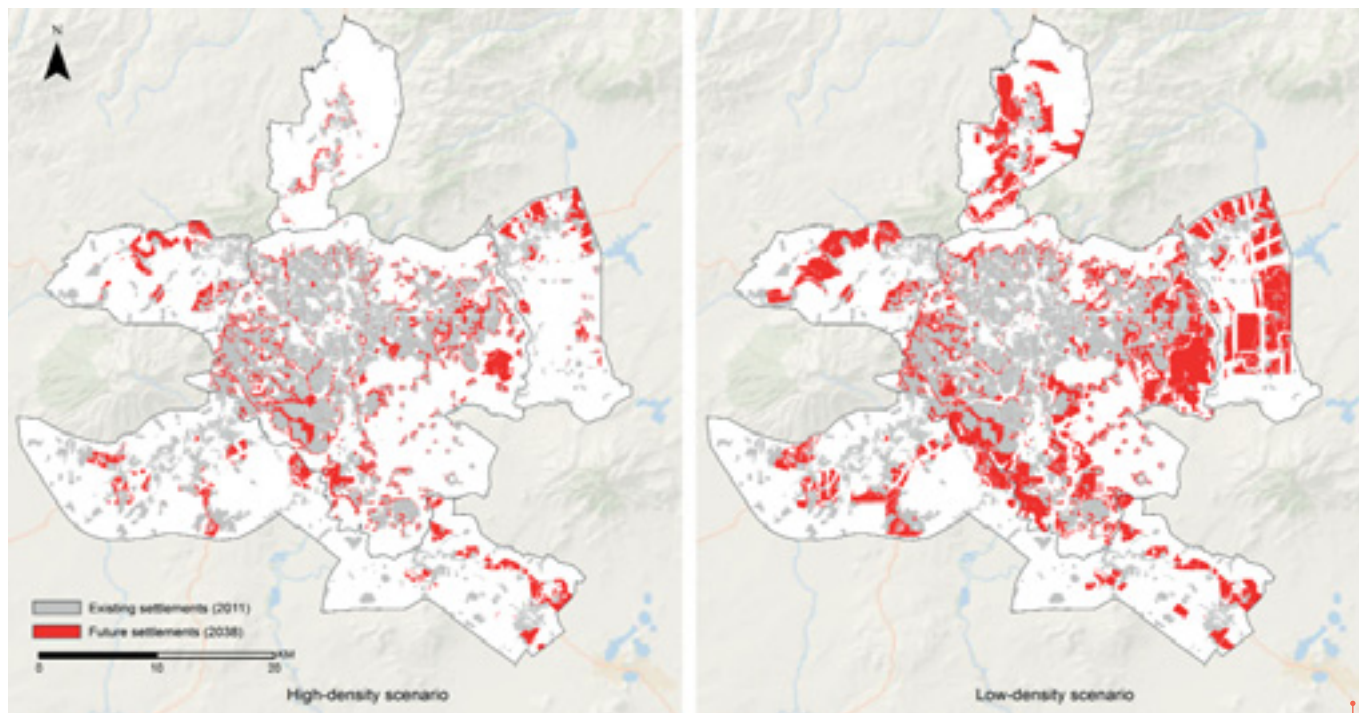 N
Existing settlements (2011)
Future settlements (2038)
KM
0 10 20
High-density scenario
Low-density scenario